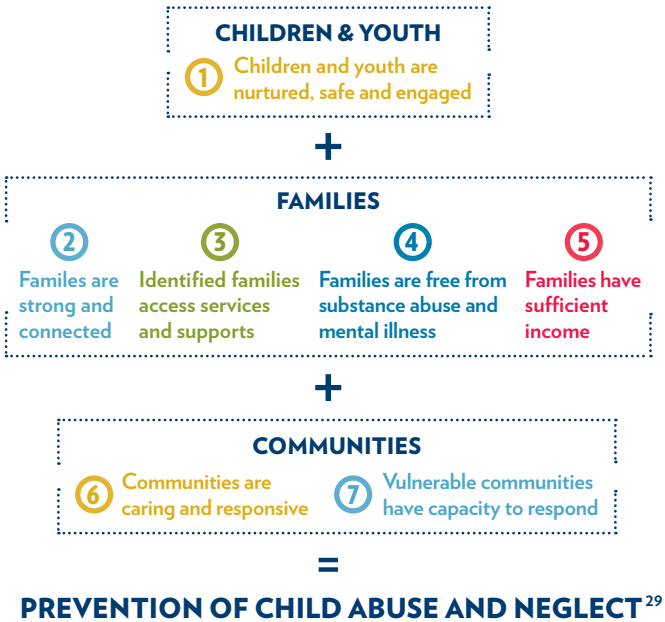 CHILDREN & YOUTH
1
Children and youth are
nurtured, safe and engaged
+
FAMILIES
2
Familes are
strong and
connected
3
Identified families
access services
and supports
4
Families are free from
substance abuse and
mental illness
5
Families have
sufficient
income
+
COMMUNITIES
6
Communities are
caring and responsive
7
Vulnerable communities
have capacity to respond
=
PREVENTION OF CHILD ABUSE AND NEGLECT 29